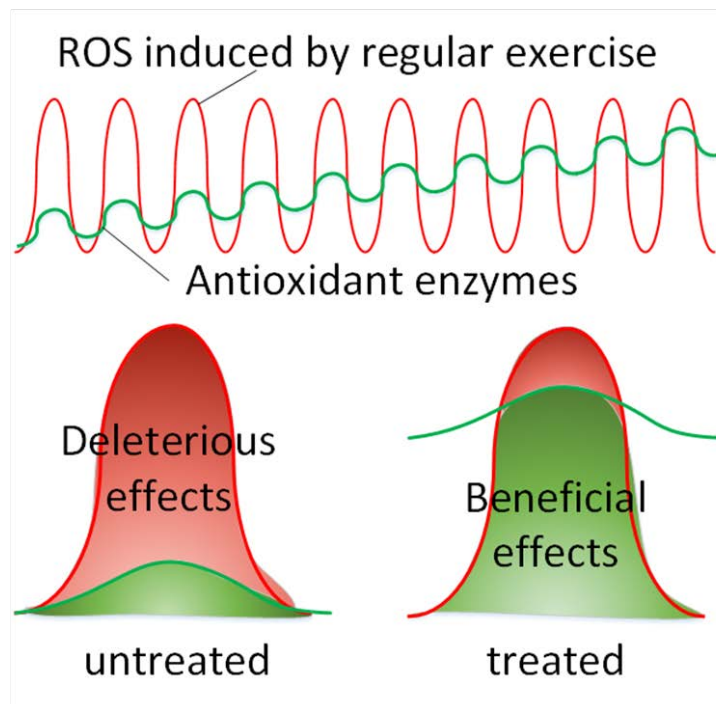 ROS induced by regular exercise
Antioxidant enzymes
Deleterious
effects
Beneficial
effects
untreated
treated